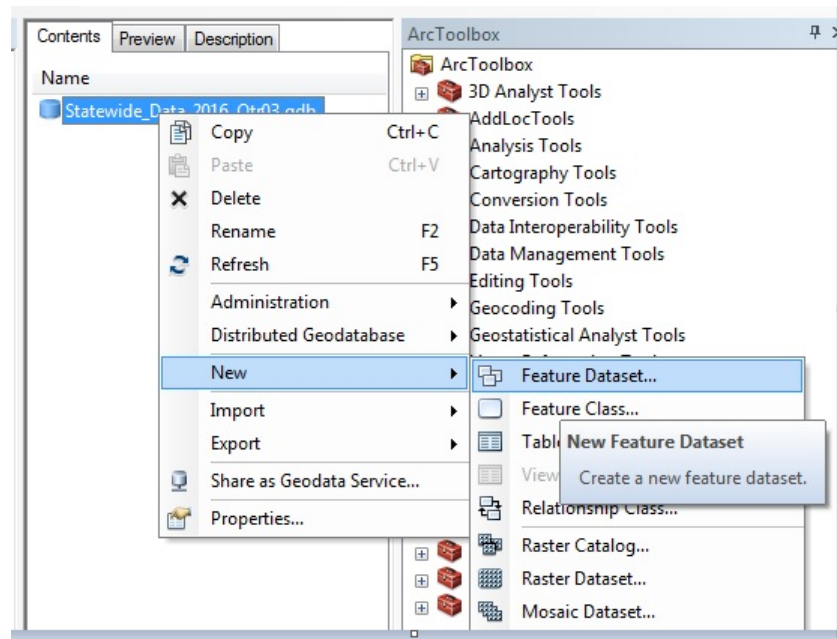 Contents Preview Description
Name
Statewide_Data_2016_Qtr03.gdb
Copy Ctrl+C
Paste Ctrl+V
Delete
Rename F2
Refresh F5
Administration
Distributed Geodatabase
New
Import
Export
Share as Geodata Service...
Properties...
ArcToolbox
ArcToolbox
3D Analyst Tools
AddLocTools
Analysis Tools
Cartography Tools
Conversion Tools
Data Interoperability Tools
Data Management Tools
Editing Tools
Geocoding Tools
Geostatistical Analyst Tools
Feature Dataset...
Feature Class...
Table
View
Relationship Class...
Raster Catalog...
Raster Dataset...
Mosaic Dataset...
New Feature Dataset
Create a new feature dataset.